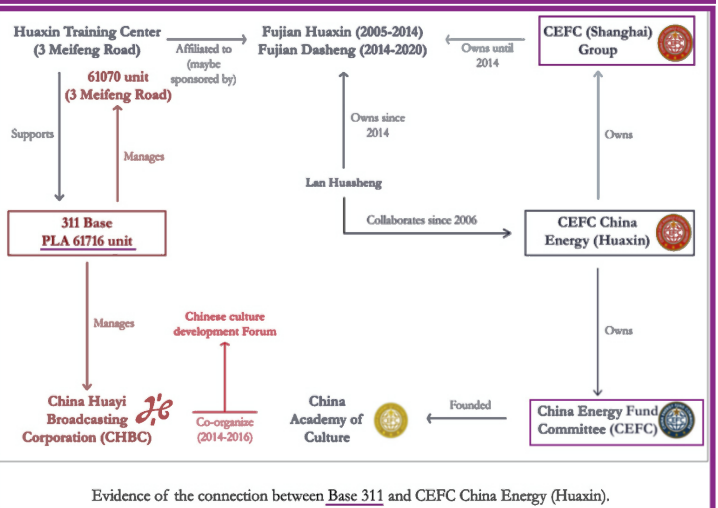 Huaxin Training Center
(3 Meifeng Road)
Affiliated to
(maybe
sponsored by)
Fujian Huaxin (2005-2014)
Fujian Dasheng (2014-2020)
Owns until
2014
CEFC (Shanghai)
Group
61070 unit
(3 Meifeng Road)
Supports
Manages
Owns since
2014
Owns
Lan Huasheng
311 Base
PLA 61716 unit
Collaborates since 2006
CEFC China
Energy (Huaxin)
Manages
Chinese culture
development Forum
Owns
China Huayi
Broadcasting
Corporation (CHBC)
Co-organize
(2014-2016)
China
Academy of
Culture
Founded
China Energy Fund
Committee (CEFC)
Evidence of the connection between Base 311 and CEFC China Energy (Huaxin).